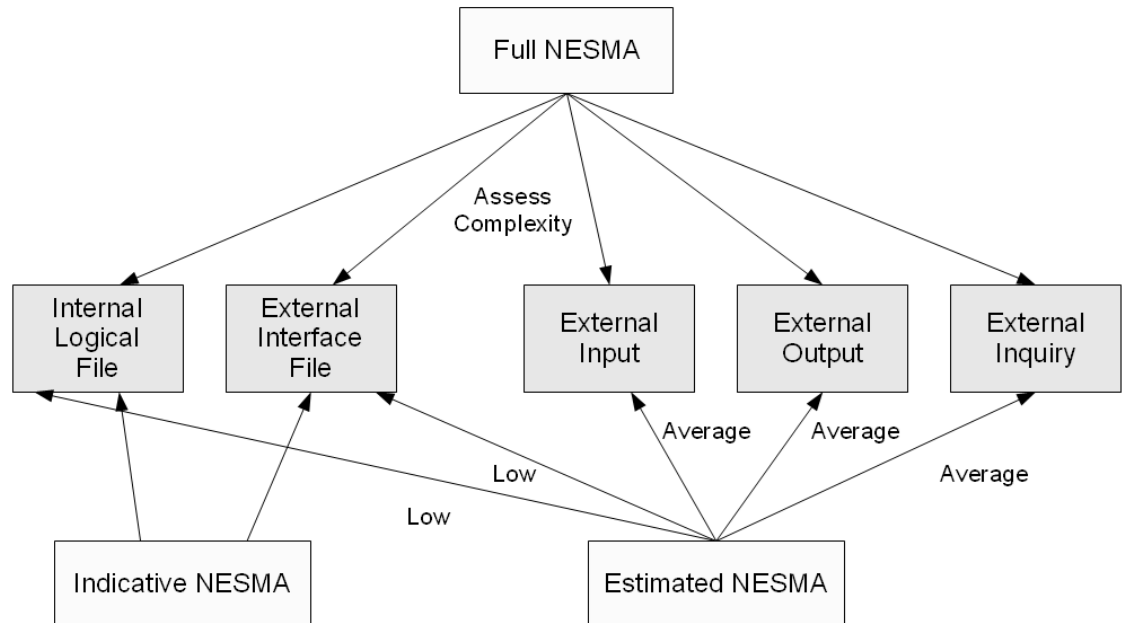 Full NESMA
Assess
Complexity
Internal
Logical
File
External
Interface
File
External
Input
External
Output
External
Inquiry
Average
Average
Low
Average
Low
Indicative NESMA
Estimated NESMA